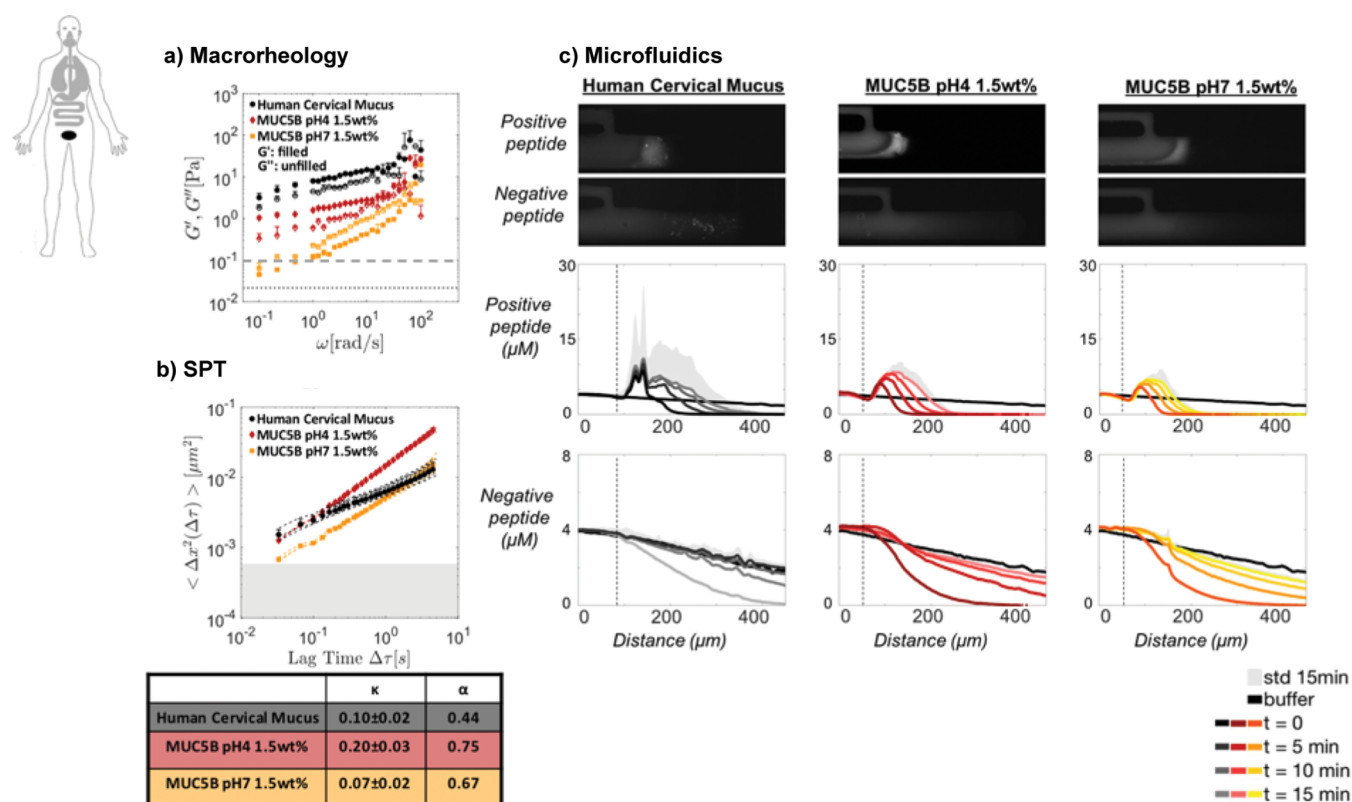 a) Macrorheology
10³
10²
10¹
10⁰
10⁻¹
10⁻²
G′, G″[Pa]
Human Cervical Mucus
MUC5B pH4 1.5wt%
MUC5B pH7 1.5wt%
G': filled
G'': unfilled
10⁻¹ 10⁰ 10¹ 10²
ω[rad/s]
b) SPT
10⁻¹
10⁻²
10⁻³
10⁻⁴
< Δx²(Δτ) > [μm²]
Human Cervical Mucus
MUC5B pH4 1.5wt%
MUC5B pH7 1.5wt%
10⁻² 10⁻¹ 10⁰ 10¹
Lag Time Δτ[s]
κ α
Human Cervical Mucus 0.10±0.02 0.44
MUC5B pH4 1.5wt% 0.20±0.03 0.75
MUC5B pH7 1.5wt% 0.07±0.02 0.67
c) Microfluidics
Human Cervical Mucus MUC5B pH4 1.5wt% MUC5B pH7 1.5wt%
Positive
peptide
Negative
peptide
Positive
peptide
(μM)
30 30 30
15 15 15
0 0 0
0 200 400 0 200 400 0 200 400
Negative
peptide
(μM)
8 8 8
4 4 4
0 0 0
0 200 400 0 200 400 0 200 400
Distance (μm) Distance (μm) Distance (μm)
std 15min
buffer
t = 0
t = 5 min
t = 10 min
t = 15 min